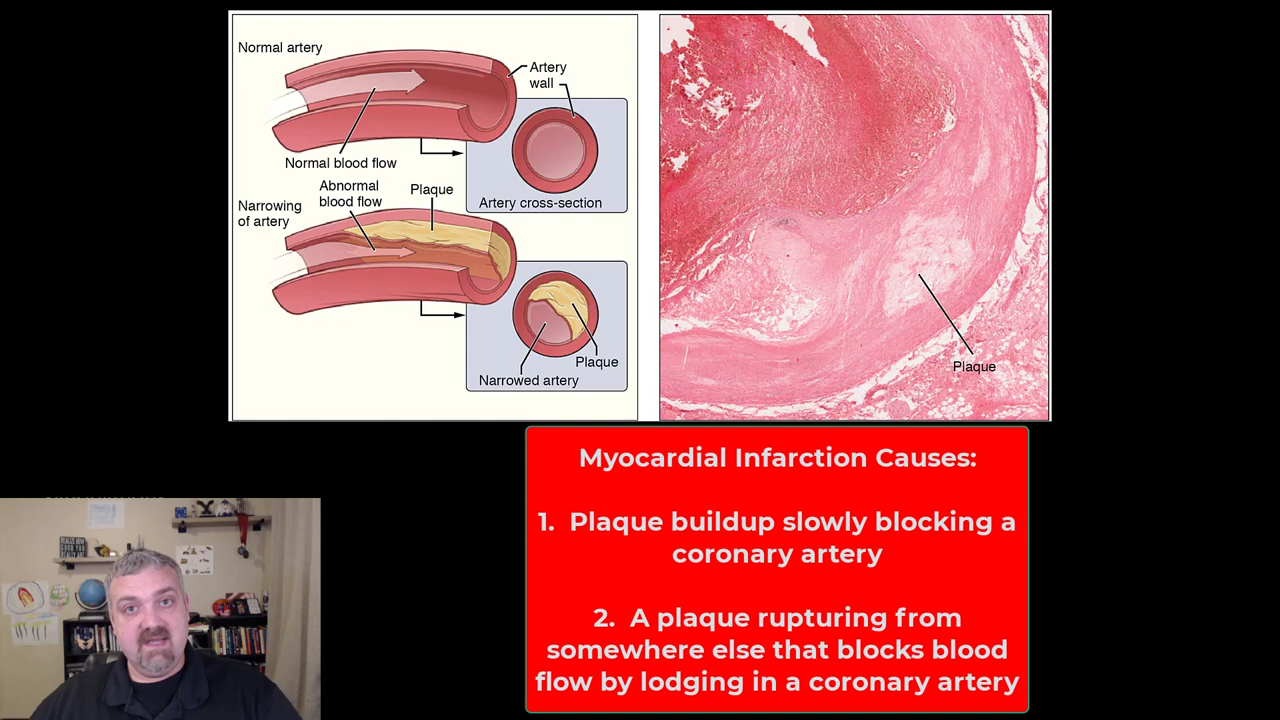 Normal artery
Artery
wall
Normal blood flow
Artery cross-section
Abnormal
blood flow
Plaque
Narrowing
of artery
Plaque
Narrowed artery
Plaque
Myocardial Infarction Causes:
1. Plaque buildup slowly blocking a
coronary artery
2. A plaque rupturing from
somewhere else that blocks blood
flow by lodging in a coronary artery